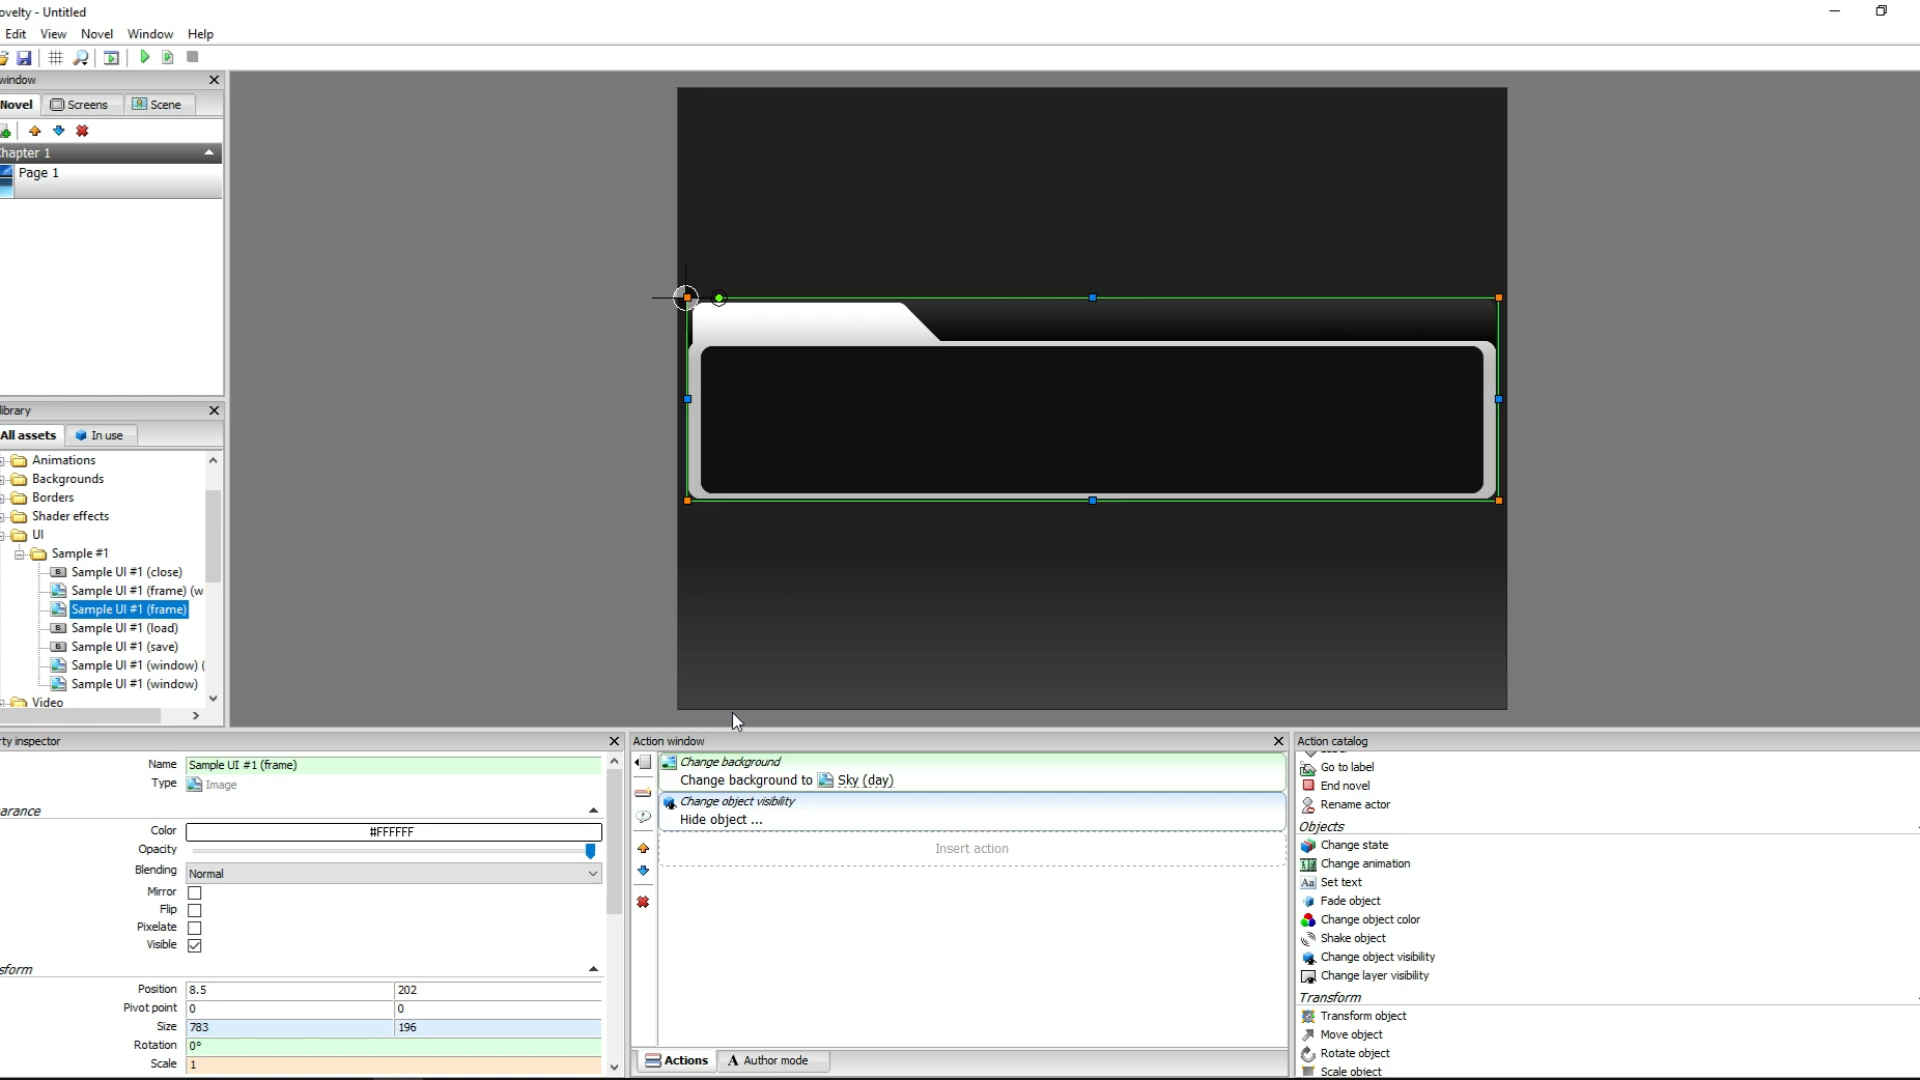 ovelty - Untitled
Edit View Novel Window Help
window
Novel Screens Scene
Chapter 1
Page 1
library
All assets In use
Animations
Backgrounds
Borders
Shader effects
UI
Sample #1
Sample UI #1 (close)
Sample UI #1 (frame) (w
Sample UI #1 (frame)
Sample UI #1 (load)
Sample UI #1 (save)
Sample UI #1 (window) (
Sample UI #1 (window)
Video
rty inspector
Name Sample UI #1 (frame)
Type Image
arance
Color #FFFFFF
Opacity
Blending Normal
Mirror
Flip
Pixelate
Visible
sform
Position 8.5 202
Pivot point 0 0
Size 783 196
Rotation 0°
Scale 1
Action window
Change background
Change background to Sky (day)
Change object visibility
Hide object ...
Insert action
Actions A Author mode
Action catalog
Go to label
End novel
Rename actor
Objects
Change state
Change animation
Aa Set text
Fade object
Change object color
Shake object
Change object visibility
Change layer visibility
Transform
Transform object
Move object
Rotate object
Scale object